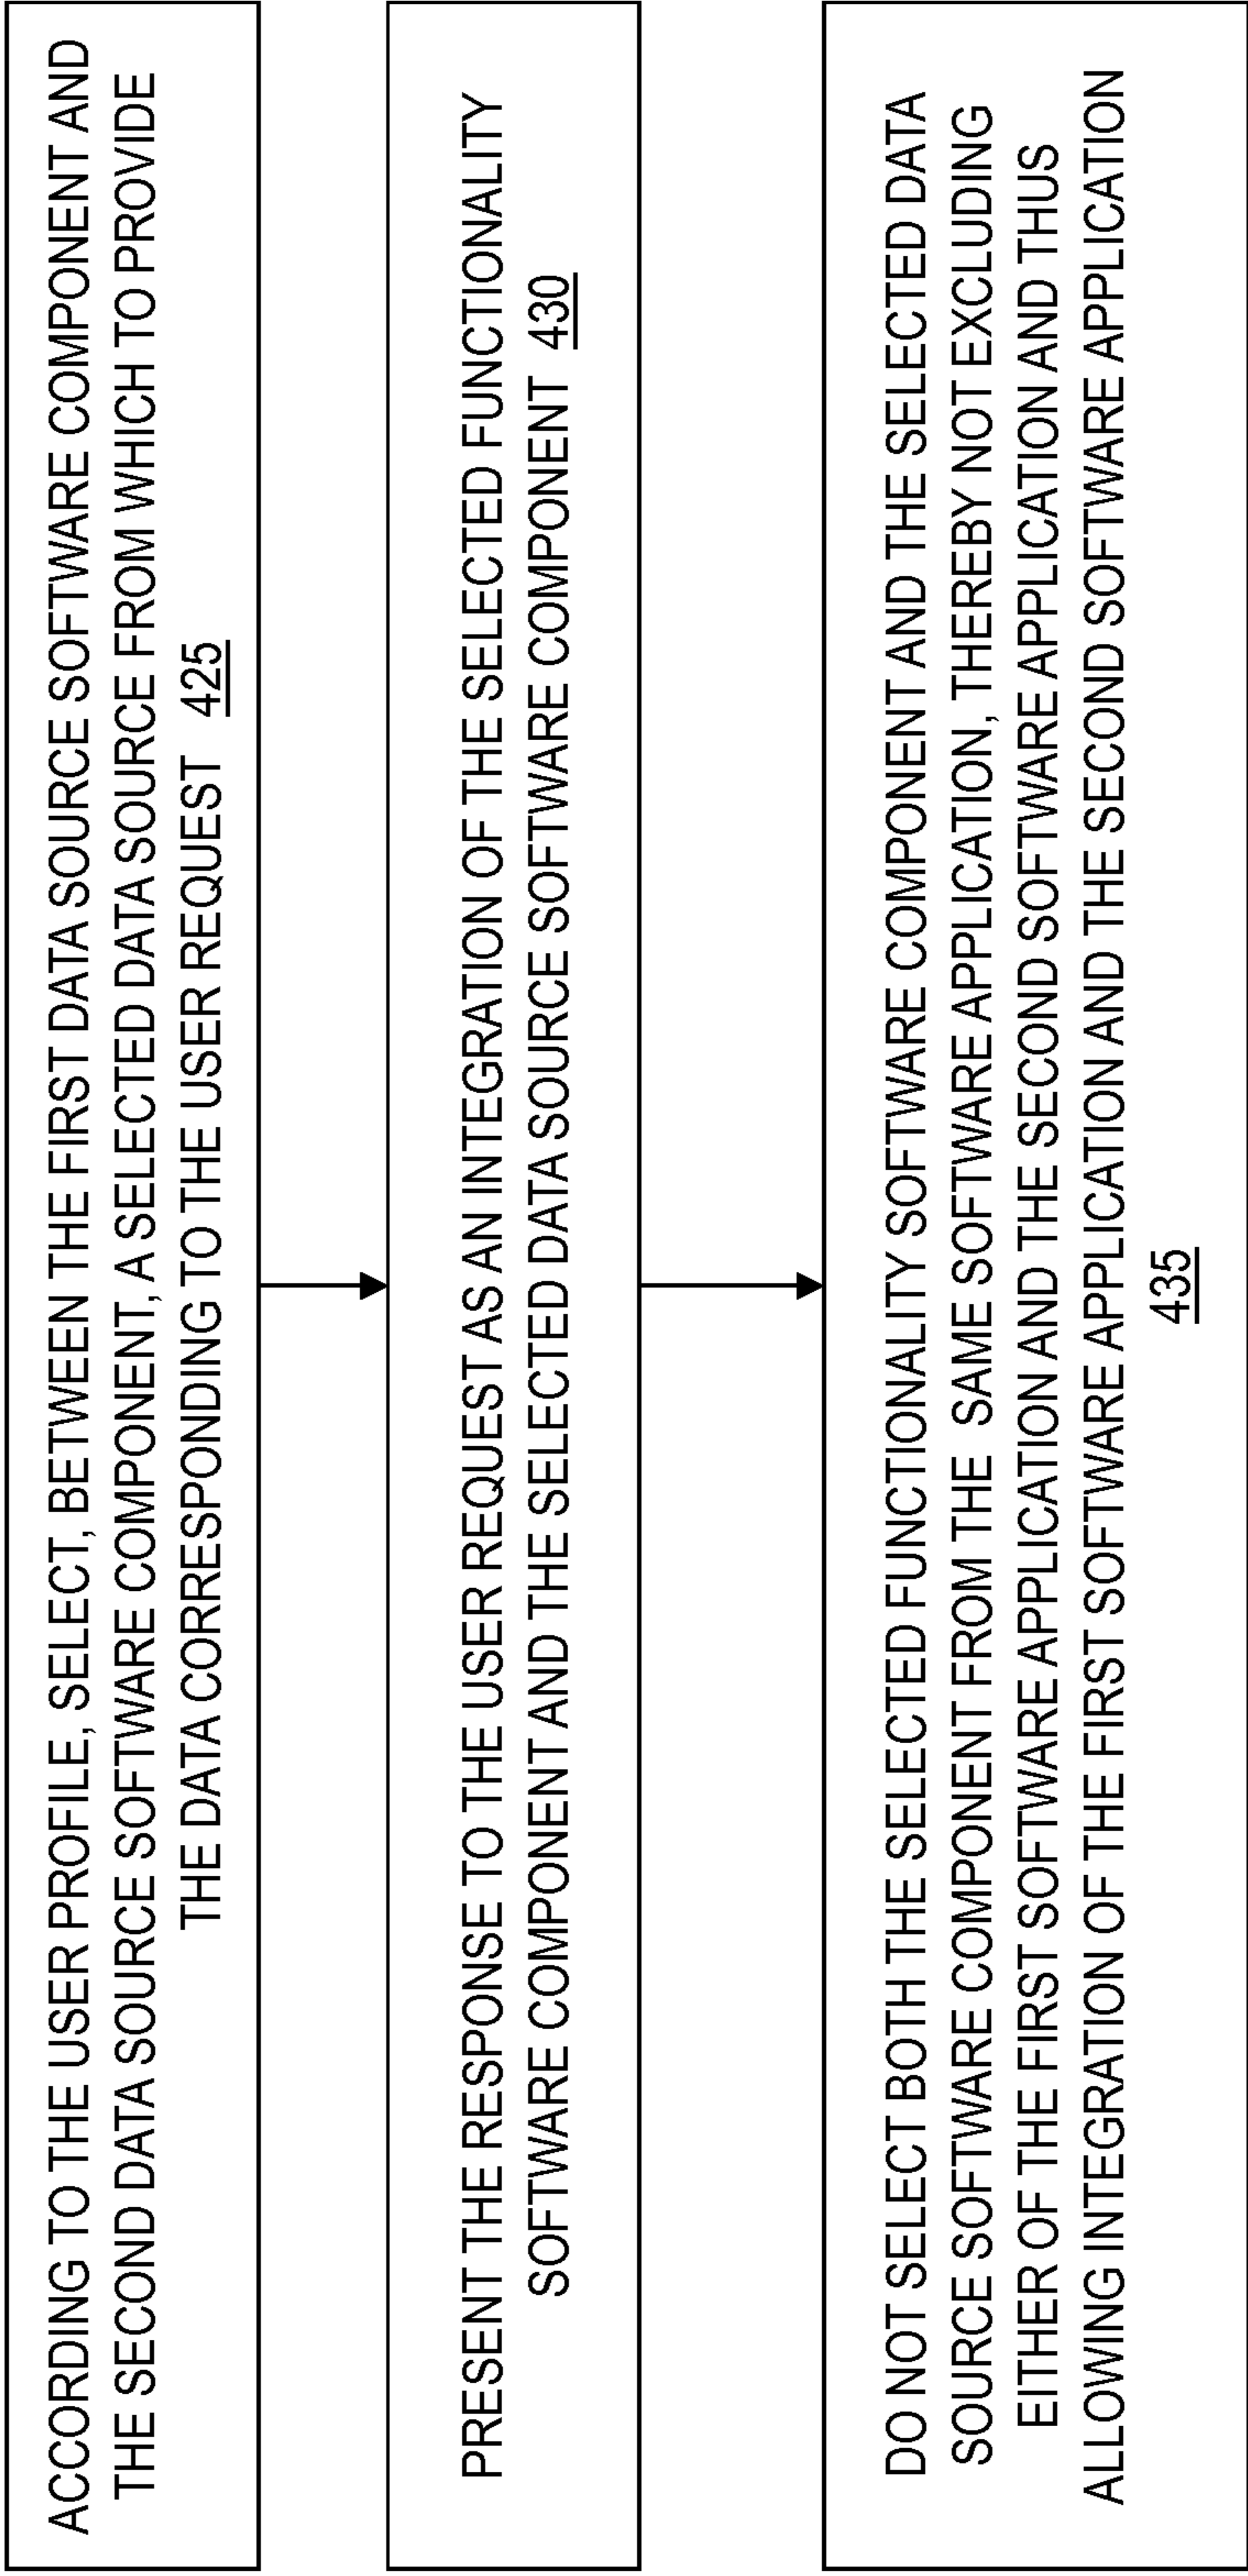 ACCORDING TO THE USER PROFILE, SELECT, BETWEEN THE FIRST DATA SOURCE SOFTWARE COMPONENT AND
THE SECOND DATA SOURCE SOFTWARE COMPONENT, A SELECTED DATA SOURCE FROM WHICH TO PROVIDE
THE DATA CORRESPONDING TO THE USER REQUEST 425
PRESENT THE RESPONSE TO THE USER REQUEST AS AN INTEGRATION OF THE SELECTED FUNCTIONALITY
SOFTWARE COMPONENT AND THE SELECTED DATA SOURCE SOFTWARE COMPONENT 430
DO NOT SELECT BOTH THE SELECTED FUNCTIONALITY SOFTWARE COMPONENT AND THE SELECTED DATA
SOURCE SOFTWARE COMPONENT FROM THE SAME SOFTWARE APPLICATION, THEREBY NOT EXCLUDING
EITHER OF THE FIRST SOFTWARE APPLICATION AND THE SECOND SOFTWARE APPLICATION AND THUS
ALLOWING INTEGRATION OF THE FIRST SOFTWARE APPLICATION AND THE SECOND SOFTWARE APPLICATION
435